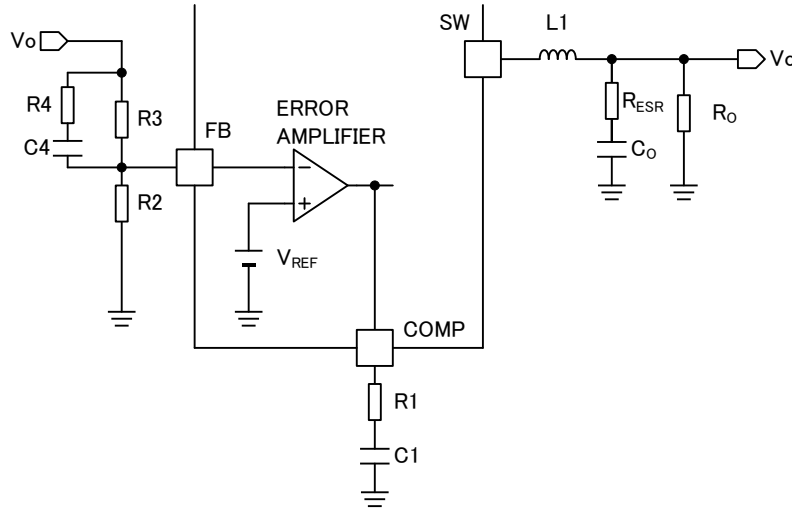 SW
L1
Vo
R4
R3
C4
FB
ERROR
AMPLIFIER
−
+
R2
VREF
RESR
CO
RO
Vo
COMP
R1
C1